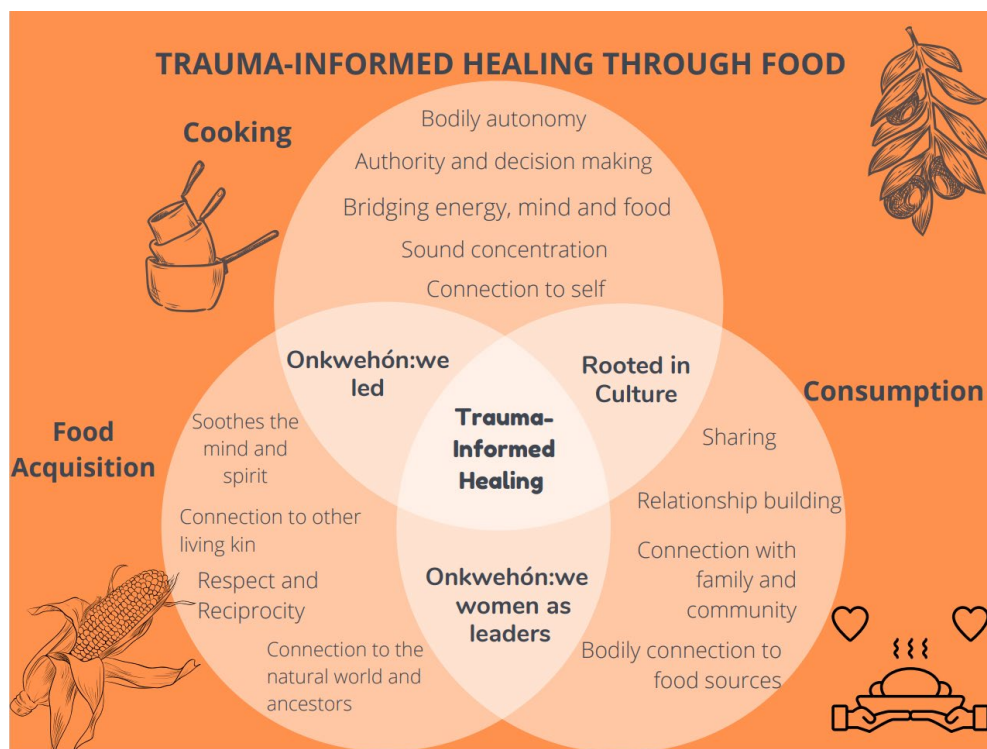 TRAUMA-INFORMED HEALING THROUGH FOOD
Cooking
Bodily autonomy
Authority and decision making
Bridging energy, mind and food
Sound concentration
Connection to self
Onkwehón:we
led
Rooted in
Culture
Trauma-
Informed
Healing
Food
Acquisition
Soothes the
mind and
spirit
Connection to other
living kin
Respect and
Reciprocity
Connection to the
natural world and
ancestors
Onkwehón:we
women as
leaders
Consumption
Sharing
Relationship building
Connection with
family and
community
Bodily connection to
food sources